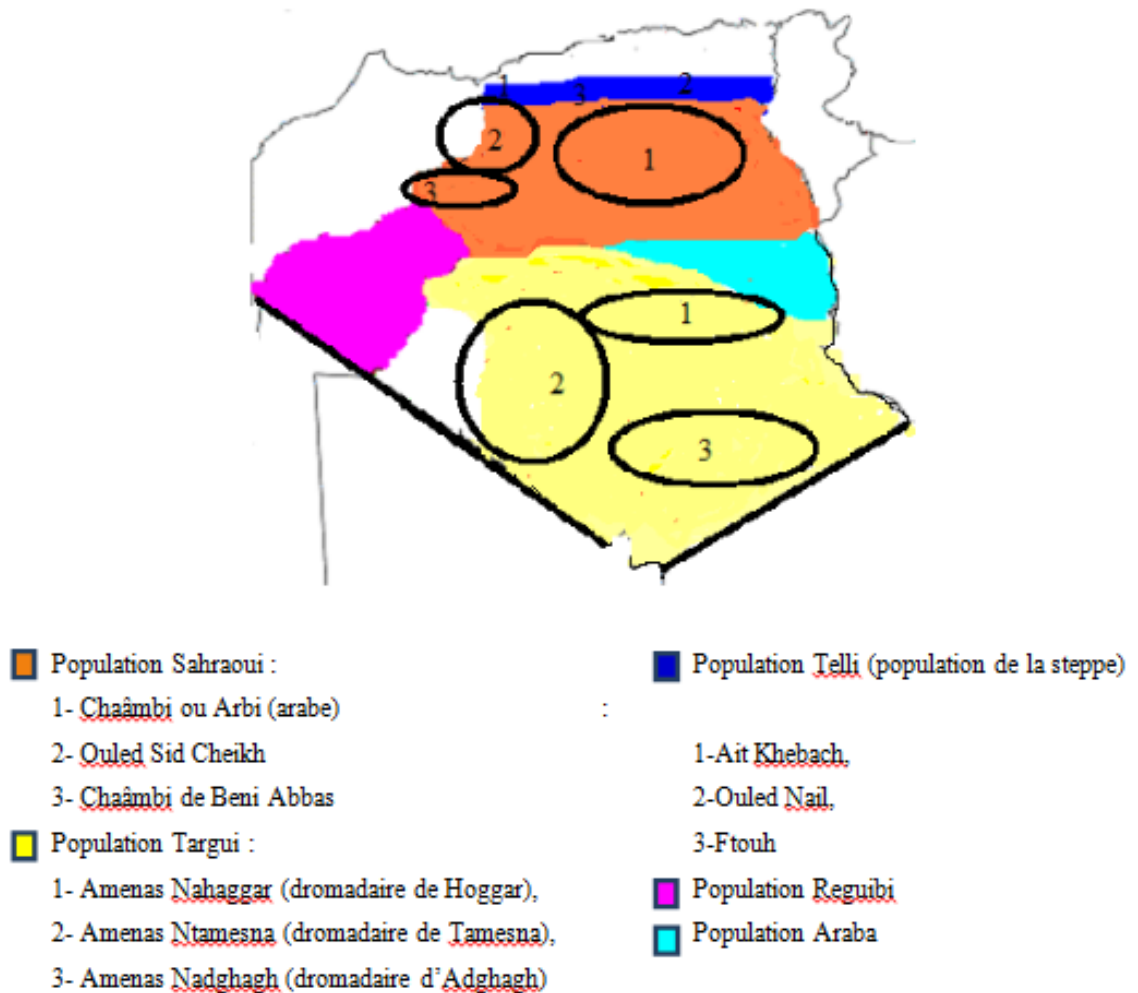 1
2
3
2
1
3
1
2
3
Population Sahraoui :
1- Chaâmbi ou Arbi (arabe)
2- Ouled Sid Cheikh
3- Chaâmbi de Beni Abbas
Population Targui :
1- Amenas Nahaggar (dromadaire de Hoggar),
2- Amenas Ntamesna (dromadaire de Tamesna),
3- Amenas Nadghagh (dromadaire d’Adghagh)
Population Telli (population de la steppe)
:
1-Ait Khebach,
2-Ouled Nail,
3-Ftouh
Population Reguibi
Population Araba